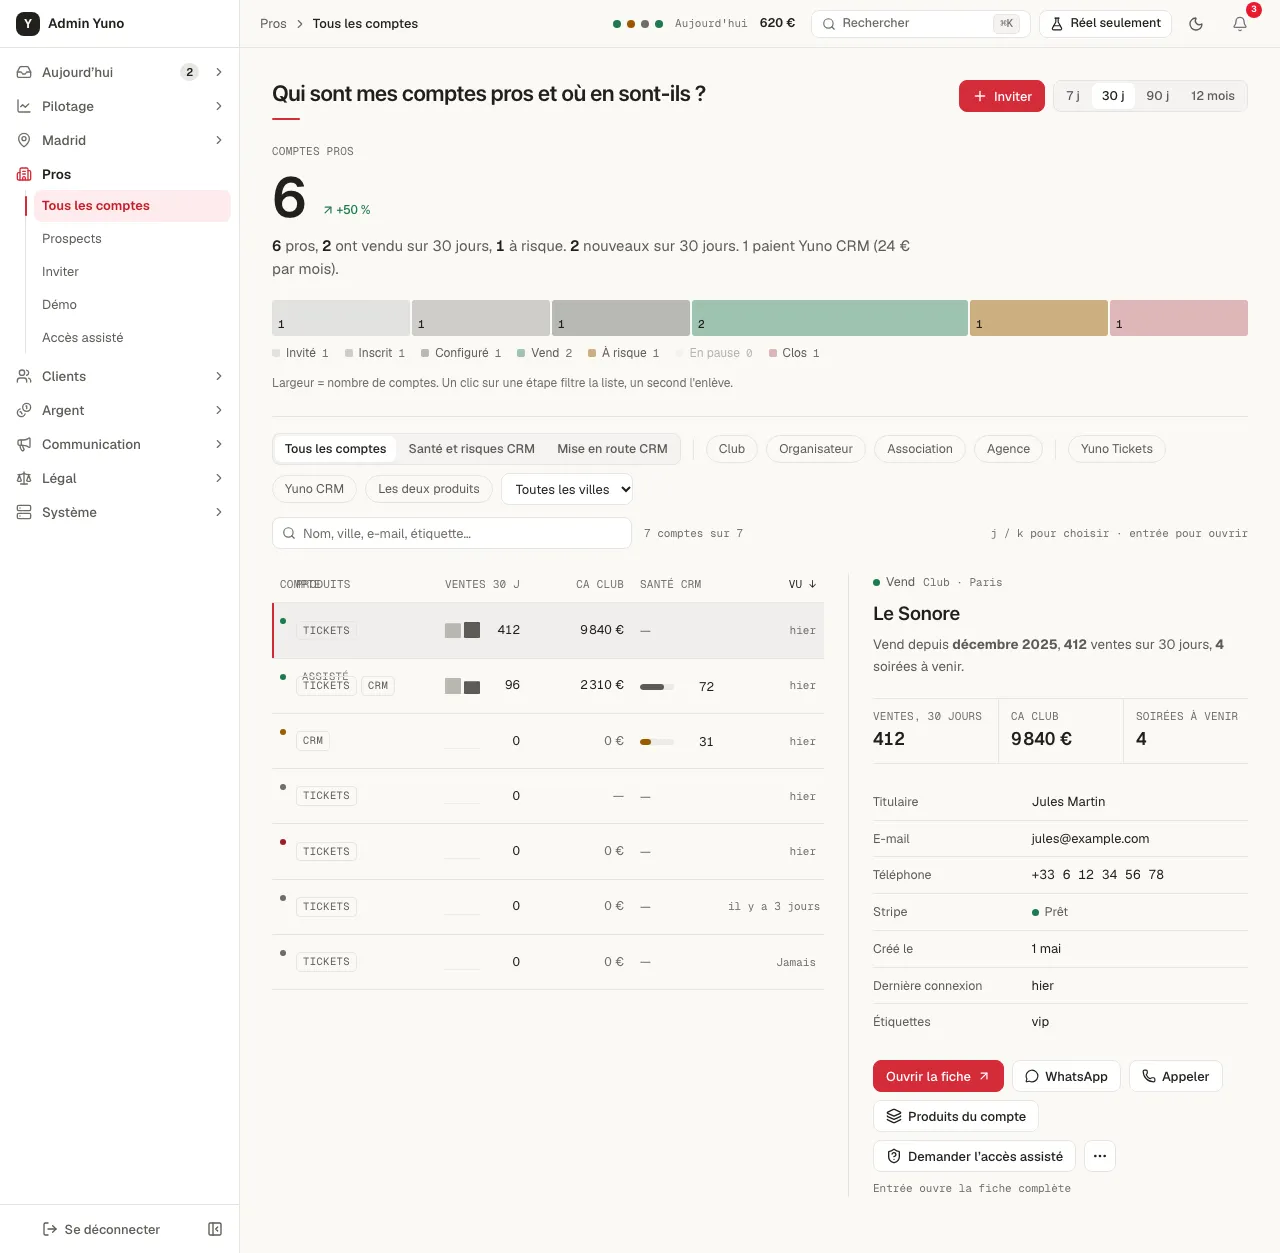 Y Admin Yuno
Pros > Tous les comptes
Aujourd'hui 620 €
Rechercher ⌘K
Réel seulement
3
Aujourd'hui 2
Pilotage
Madrid
Pros
Tous les comptes
Prospects
Inviter
Démo
Accès assisté
Clients
Argent
Communication
Légal
Système
Se déconnecter
Qui sont mes comptes pros et où en sont-ils ?
+ Inviter
7 j 30 j 90 j 12 mois
COMPTES PROS
6 ↗ +50 %
6 pros, 2 ont vendu sur 30 jours, 1 à risque. 2 nouveaux sur 30 jours. 1 paient Yuno CRM (24 €
par mois).
1 1 1 2 1 1
Invité 1 Inscrit 1 Configuré 1 Vend 2 À risque 1 En pause 0 Clos 1
Largeur = nombre de comptes. Un clic sur une étape filtre la liste, un second l'enlève.
Tous les comptes Santé et risques CRM Mise en route CRM Club Organisateur Association Agence Yuno Tickets
Yuno CRM Les deux produits Toutes les villes
Nom, ville, e-mail, étiquette… 7 comptes sur 7 j / k pour choisir · entrée pour ouvrir
PRODUITS VENTES 30 J CA CLUB SANTÉ CRM VU ↓
TICKETS 412 9 840 € — hier
ASSISTÉ
TICKETS CRM 96 2 310 € 72 hier
CRM 0 0 € 31 hier
TICKETS 0 — — hier
TICKETS 0 0 € — hier
TICKETS 0 0 € — il y a 3 jours
TICKETS 0 0 € — Jamais
Vend Club · Paris
Le Sonore
Vend depuis décembre 2025, 412 ventes sur 30 jours, 4
soirées à venir.
VENTES, 30 JOURS CA CLUB SOIRÉES À VENIR
412 9 840 € 4
Titulaire Jules Martin
E-mail jules@example.com
Téléphone +33 6 12 34 56 78
Stripe Prêt
Créé le 1 mai
Dernière connexion hier
Étiquettes vip
Ouvrir la fiche ↗ WhatsApp Appeler
Produits du compte
Demander l'accès assisté ···
Entrée ouvre la fiche complète